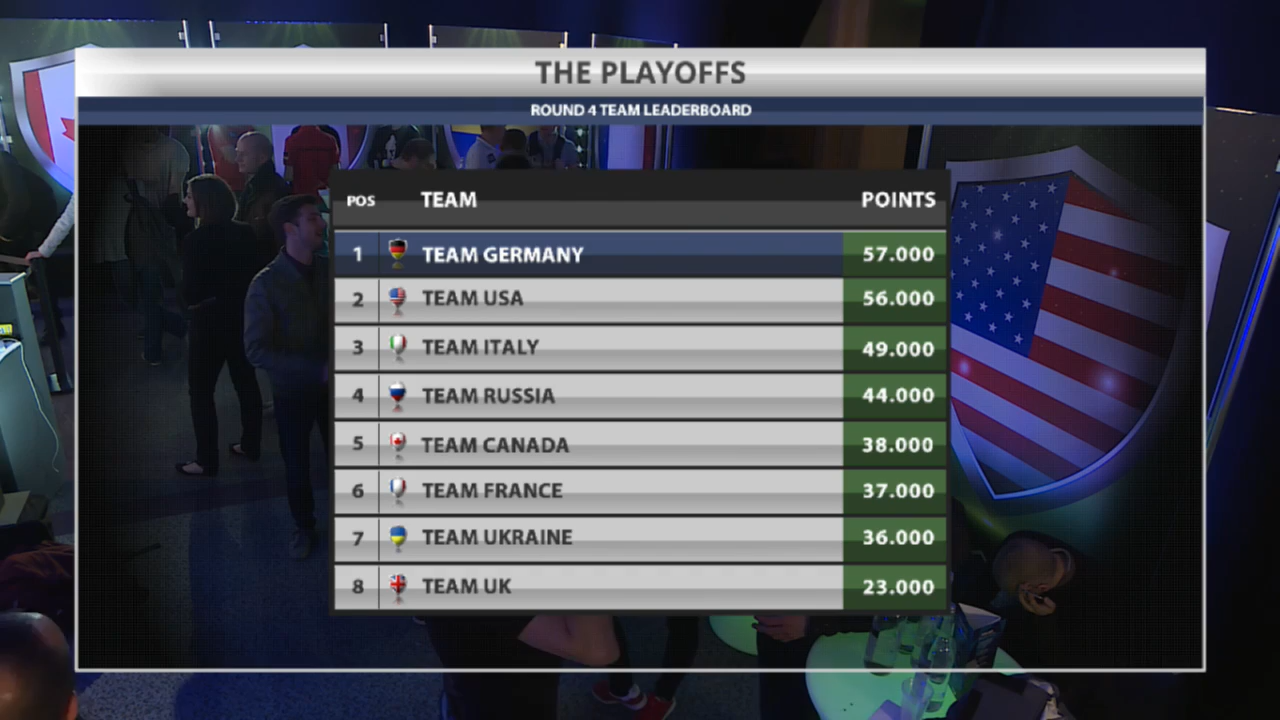 THE PLAYOFFS
ROUND 4 TEAM LEADERBOARD
POS TEAM POINTS
1 TEAM GERMANY 57.000
2 TEAM USA 56.000
3 TEAM ITALY 49.000
4 TEAM RUSSIA 44.000
5 TEAM CANADA 38.000
6 TEAM FRANCE 37.000
7 TEAM UKRAINE 36.000
8 TEAM UK 23.000